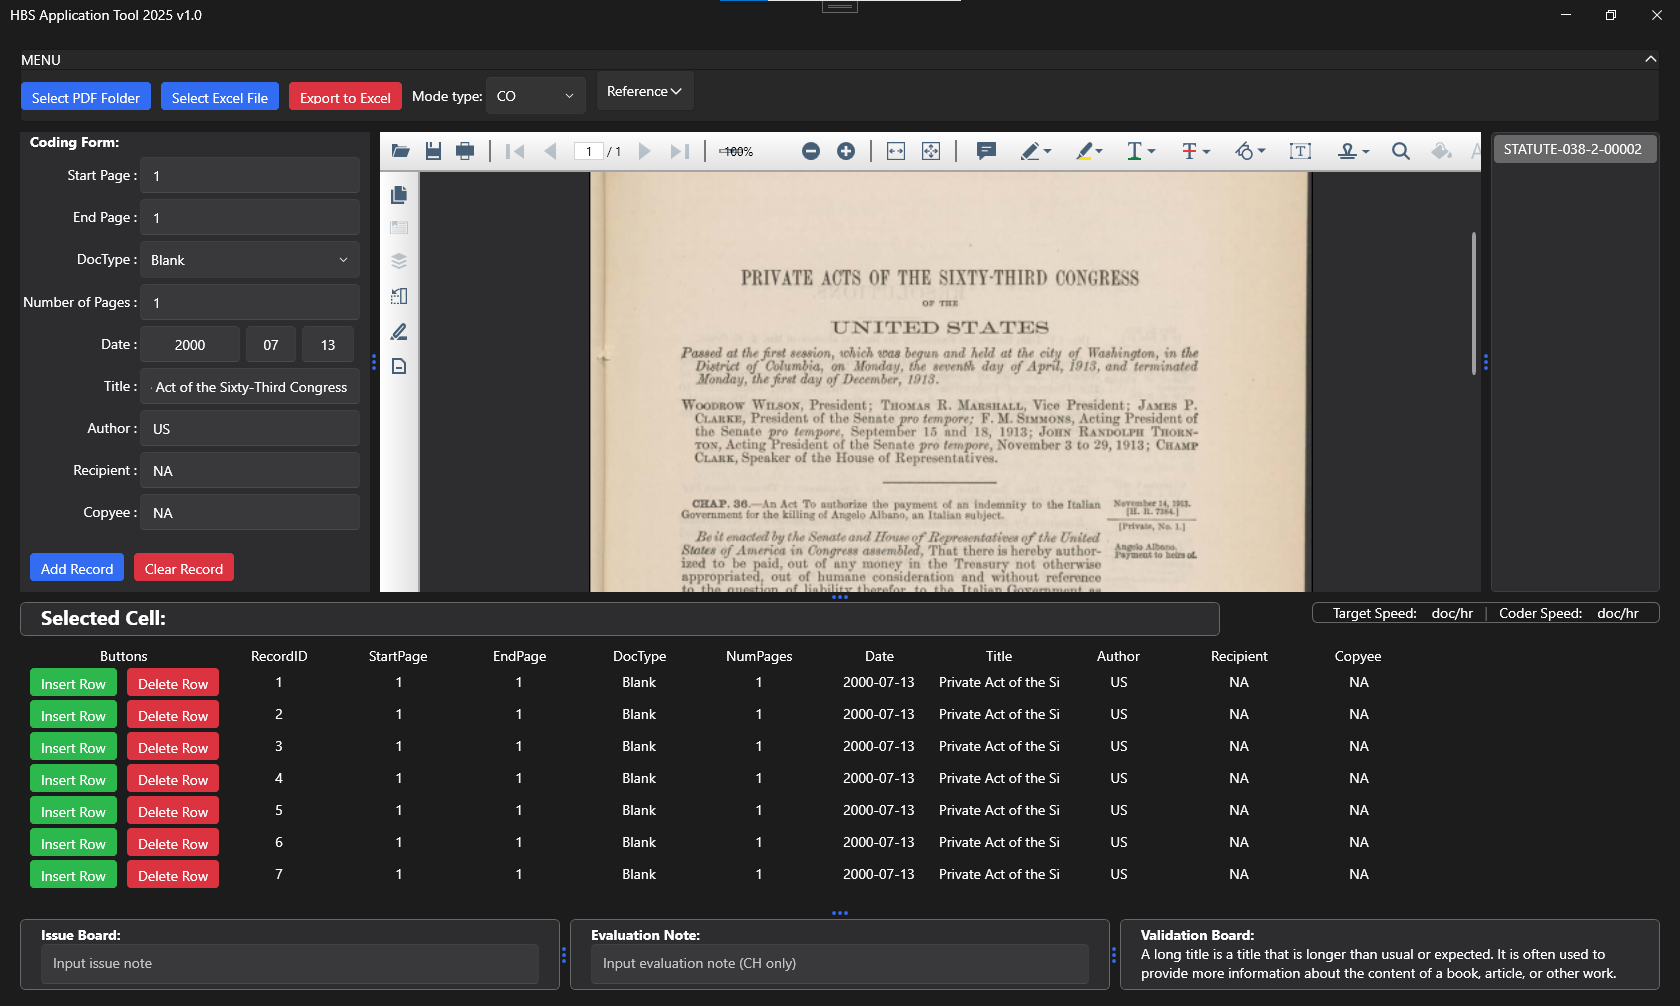 HBS Application Tool 2025 v1.0
MENU
Select PDF Folder
Select Excel File
Export to Excel
Mode type:
CO
Reference
Coding Form:
Start Page : 1
End Page : 1
DocType : Blank
Number of Pages : 1
Date : 2000 07 13
Title : Act of the Sixty-Third Congress
Author : US
Recipient : NA
Copyee : NA
Add Record
Clear Record
1 / 1
100%
PRIVATE ACTS OF THE SIXTY-THIRD CONGRESS
OF THE
UNITED STATES
Passed at the first session, which was begun and held at the city of Washington, in the
District of Columbia, on Monday, the seventh day of April, 1913, and terminated
Monday, the first day of December, 1913.
WOODROW WILSON, President; THOMAS R. MARSHALL, Vice President; JAMES P.
CLARKE, President of the Senate pro tempore; F. M. SIMMONS, Acting President of
the Senate pro tempore, September 15 and 18, 1913; JOHN RANDOLPH THORN-
TON, Acting President of the Senate pro tempore, November 3 to 29, 1913; CHAMP
CLARK, Speaker of the House of Representatives.
CHAP. 36.—An Act To authorize the payment of an indemnity to the Italian
Government for the killing of Angelo Albano, an Italian subject.
November 14, 1913.
[H. R. 7384.]
[Private, No. 1.]
Be it enacted by the Senate and House of Representatives of the United
States of America in Congress assembled, That there is hereby author-
ized to be paid, out of any money in the Treasury not otherwise
appropriated, out of humane consideration and without reference
to the question of liability therefor, to the Italian Government as
Angelo Albano.
Payment to heirs of.
STATUTE-038-2-00002
Selected Cell:
Target Speed: doc/hr | Coder Speed: doc/hr
Buttons RecordID StartPage EndPage DocType NumPages Date Title Author Recipient Copyee
Insert Row Delete Row 1 1 1 Blank 1 2000-07-13 Private Act of the Si US NA NA
Insert Row Delete Row 2 1 1 Blank 1 2000-07-13 Private Act of the Si US NA NA
Insert Row Delete Row 3 1 1 Blank 1 2000-07-13 Private Act of the Si US NA NA
Insert Row Delete Row 4 1 1 Blank 1 2000-07-13 Private Act of the Si US NA NA
Insert Row Delete Row 5 1 1 Blank 1 2000-07-13 Private Act of the Si US NA NA
Insert Row Delete Row 6 1 1 Blank 1 2000-07-13 Private Act of the Si US NA NA
Insert Row Delete Row 7 1 1 Blank 1 2000-07-13 Private Act of the Si US NA NA
Issue Board:
Input issue note
Evaluation Note:
Input evaluation note (CH only)
Validation Board:
A long title is a title that is longer than usual or expected. It is often used to
provide more information about the content of a book, article, or other work.